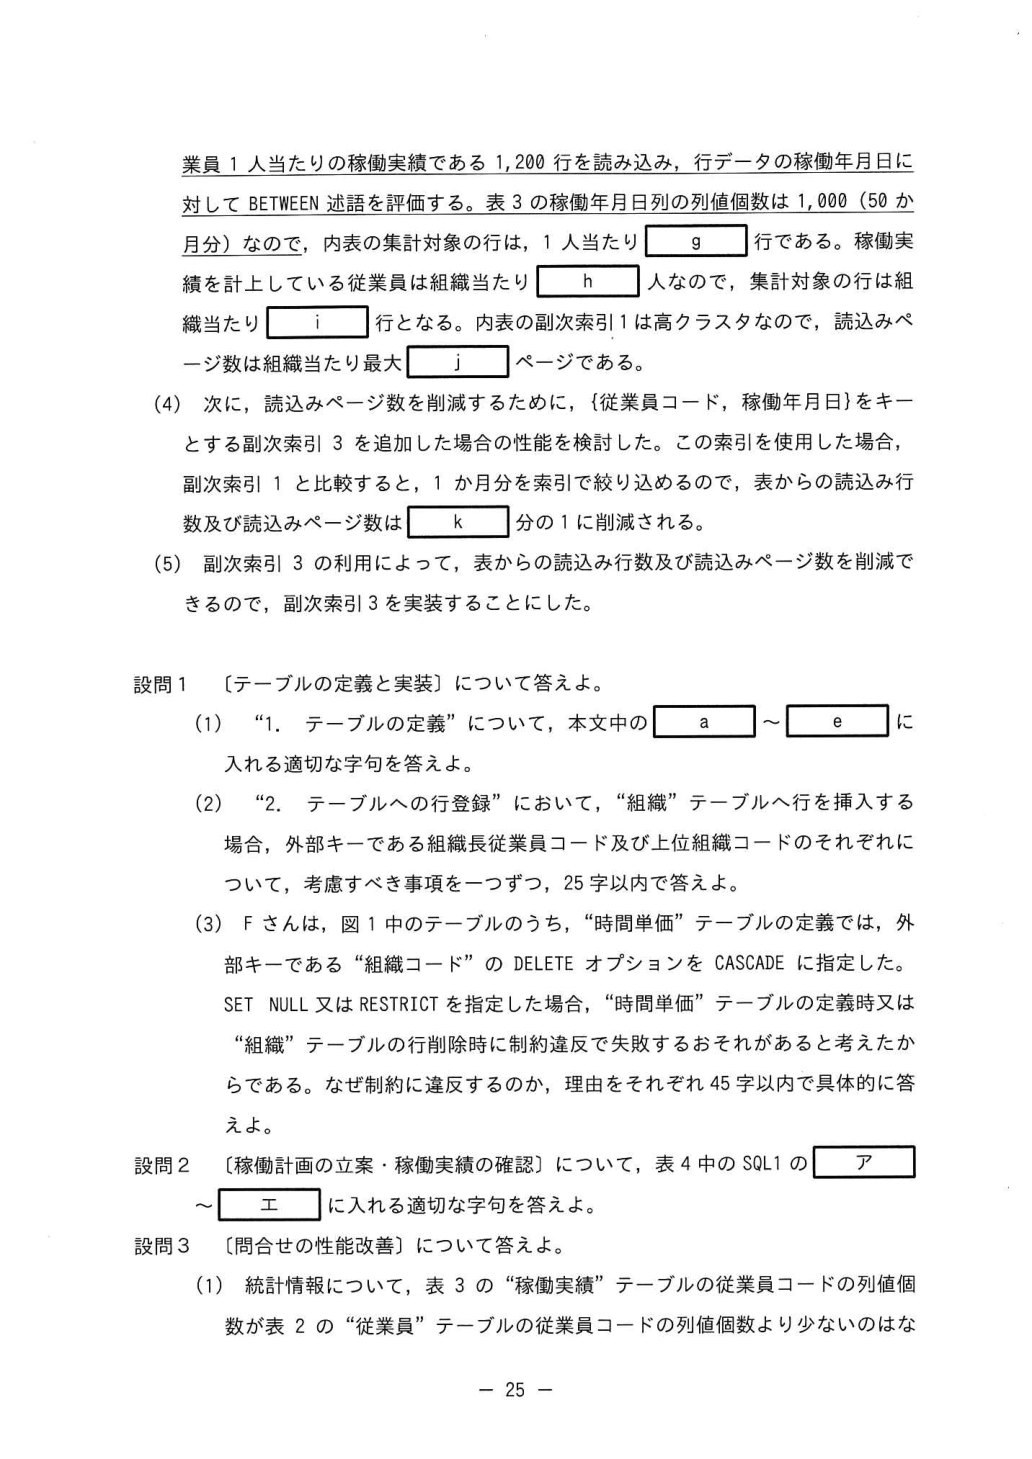 業員 1 人当たりの稼働実績である 1,200 行を読み込み，行データの稼働年月日に
対して BETWEEN 述語を評価する。表 3 の稼働年月日列の列値個数は 1,000（50 か
月分）なので，内表の集計対象の行は，1 人当たり g 行である。稼働実
績を計上している従業員は組織当たり h 人なので，集計対象の行は組
織当たり i 行となる。内表の副次索引1は高クラスタなので，読込みペ
ージ数は組織当たり最大 j ページである。
(4) 次に，読込みページ数を削減するために，{従業員コード，稼働年月日}をキー
とする副次索引 3 を追加した場合の性能を検討した。この索引を使用した場合，
副次索引 1 と比較すると，1 か月分を索引で絞り込めるので，表からの読込み行
数及び読込みページ数は k 分の1に削減される。
(5) 副次索引 3 の利用によって，表からの読込み行数及び読込みページ数を削減で
きるので，副次索引3を実装することにした。
設問1 〔テーブルの定義と実装〕について答えよ。
(1) “1. テーブルの定義”について，本文中の a ～ e に
入れる適切な字句を答えよ。
(2) “2. テーブルへの行登録”において，“組織”テーブルへ行を挿入する
場合，外部キーである組織長従業員コード及び上位組織コードのそれぞれに
ついて，考慮すべき事項を一つずつ，25字以内で答えよ。
(3) F さんは，図1中のテーブルのうち，“時間単価”テーブルの定義では，外
部キーである“組織コード”の DELETE オプションを CASCADE に指定した。
SET NULL 又は RESTRICT を指定した場合，“時間単価”テーブルの定義時又は
“組織”テーブルの行削除時に制約違反で失敗するおそれがあると考えたか
らである。なぜ制約に違反するのか，理由をそれぞれ45字以内で具体的に答
えよ。
設問2 〔稼働計画の立案・稼働実績の確認〕について，表4中の SQL1 の ア
～ エ に入れる適切な字句を答えよ。
設問3 〔問合せの性能改善〕について答えよ。
(1) 統計情報について，表 3 の“稼働実績”テーブルの従業員コードの列値個
数が表 2 の“従業員”テーブルの従業員コードの列値個数より少ないのはな
－ 25 －